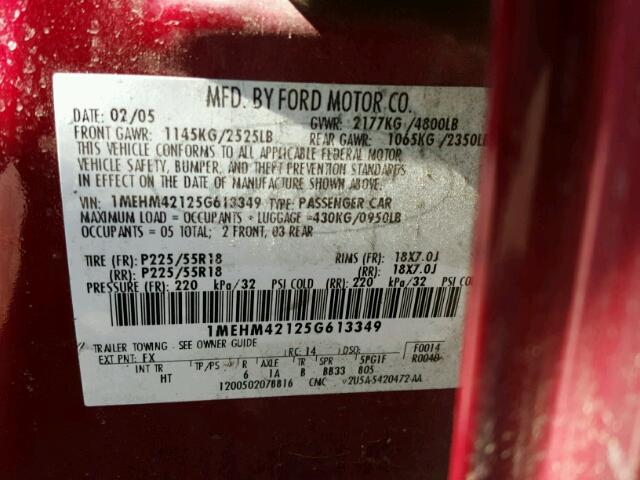 MFD. BY FORD MOTOR CO.
DATE: 02/05 GVWR: 2177KG/4800LB
FRONT GAWR: 1145KG/2525LB REAR GAWR: 1065KG/2350LB
THIS VEHICLE CONFORMS TO ALL APPLICABLE FEDERAL MOTOR
VEHICLE SAFETY, BUMPER, AND THEFT PREVENTION STANDARDS
IN EFFECT ON THE DATE OF MANUFACTURE SHOWN ABOVE.
VIN: 1MEHM42125G613349 TYPE: PASSENGER CAR
MAXIMUM LOAD = OCCUPANTS + LUGGAGE = 430KG/0950LB
OCCUPANTS = 05 TOTAL; 2 FRONT, 03 REAR
TIRE (FR): P225/55R18 RIMS (FR): 18X7.0J
(RR): P225/55R18 (RR): 18X7.0J
PRESSURE (FR): 220 kPa/32 PSI COLD (RR): 220 kPa/32 PSI COLD
1MEHM42125G613349
TRAILER TOWING - SEE OWNER GUIDE F0014
EXT PNT: FX RC: 14 DSO: R0040
INT TR TP/PS R AXLE TR SPR SPG1F
HT 6 1A B BB33 B05
120050207BB16 CMC V2U5A-5420472-AA